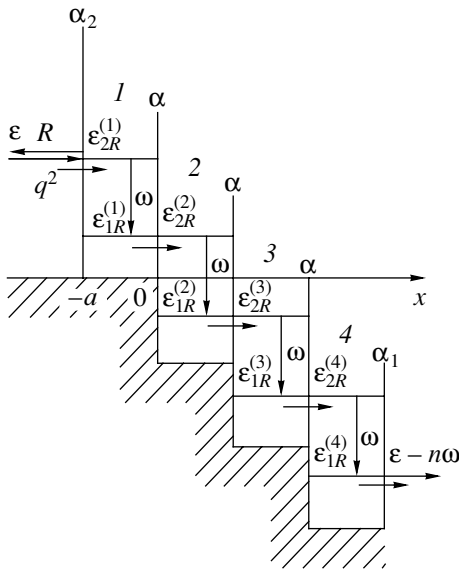 α₂
1
α
ε R ε₂R⁽¹⁾ 2
q² ω α
ε₁R⁽¹⁾ ε₂R⁽²⁾
ω 3 α
−a 0 ε₁R⁽²⁾ ε₂R⁽³⁾ x
4
ω α₁
ε₁R⁽³⁾ ε₂R⁽⁴⁾
ω
ε₁R⁽⁴⁾ ε − nω